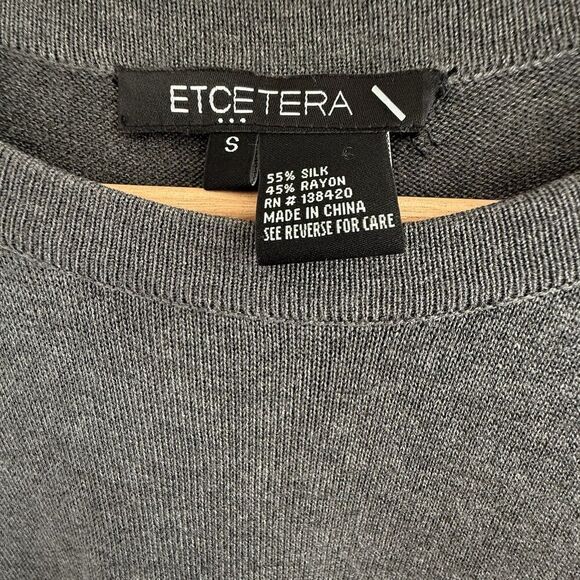 ETCETERA
S
55% SILK
45% RAYON
RN # 138420
MADE IN CHINA
SEE REVERSE FOR CARE